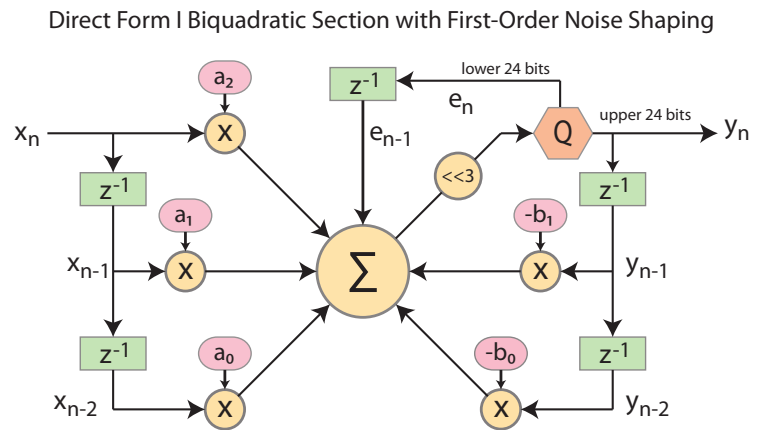 Direct Form I Biquadratic Section with First-Order Noise Shaping
a₂
z⁻¹
lower 24 bits
eₙ
upper 24 bits
xₙ
X
eₙ₋₁
Q
yₙ
<<3
z⁻¹
z⁻¹
a₁
-b₁
xₙ₋₁
X
Σ
X
yₙ₋₁
z⁻¹
a₀
-b₀
z⁻¹
xₙ₋₂
X
X
yₙ₋₂